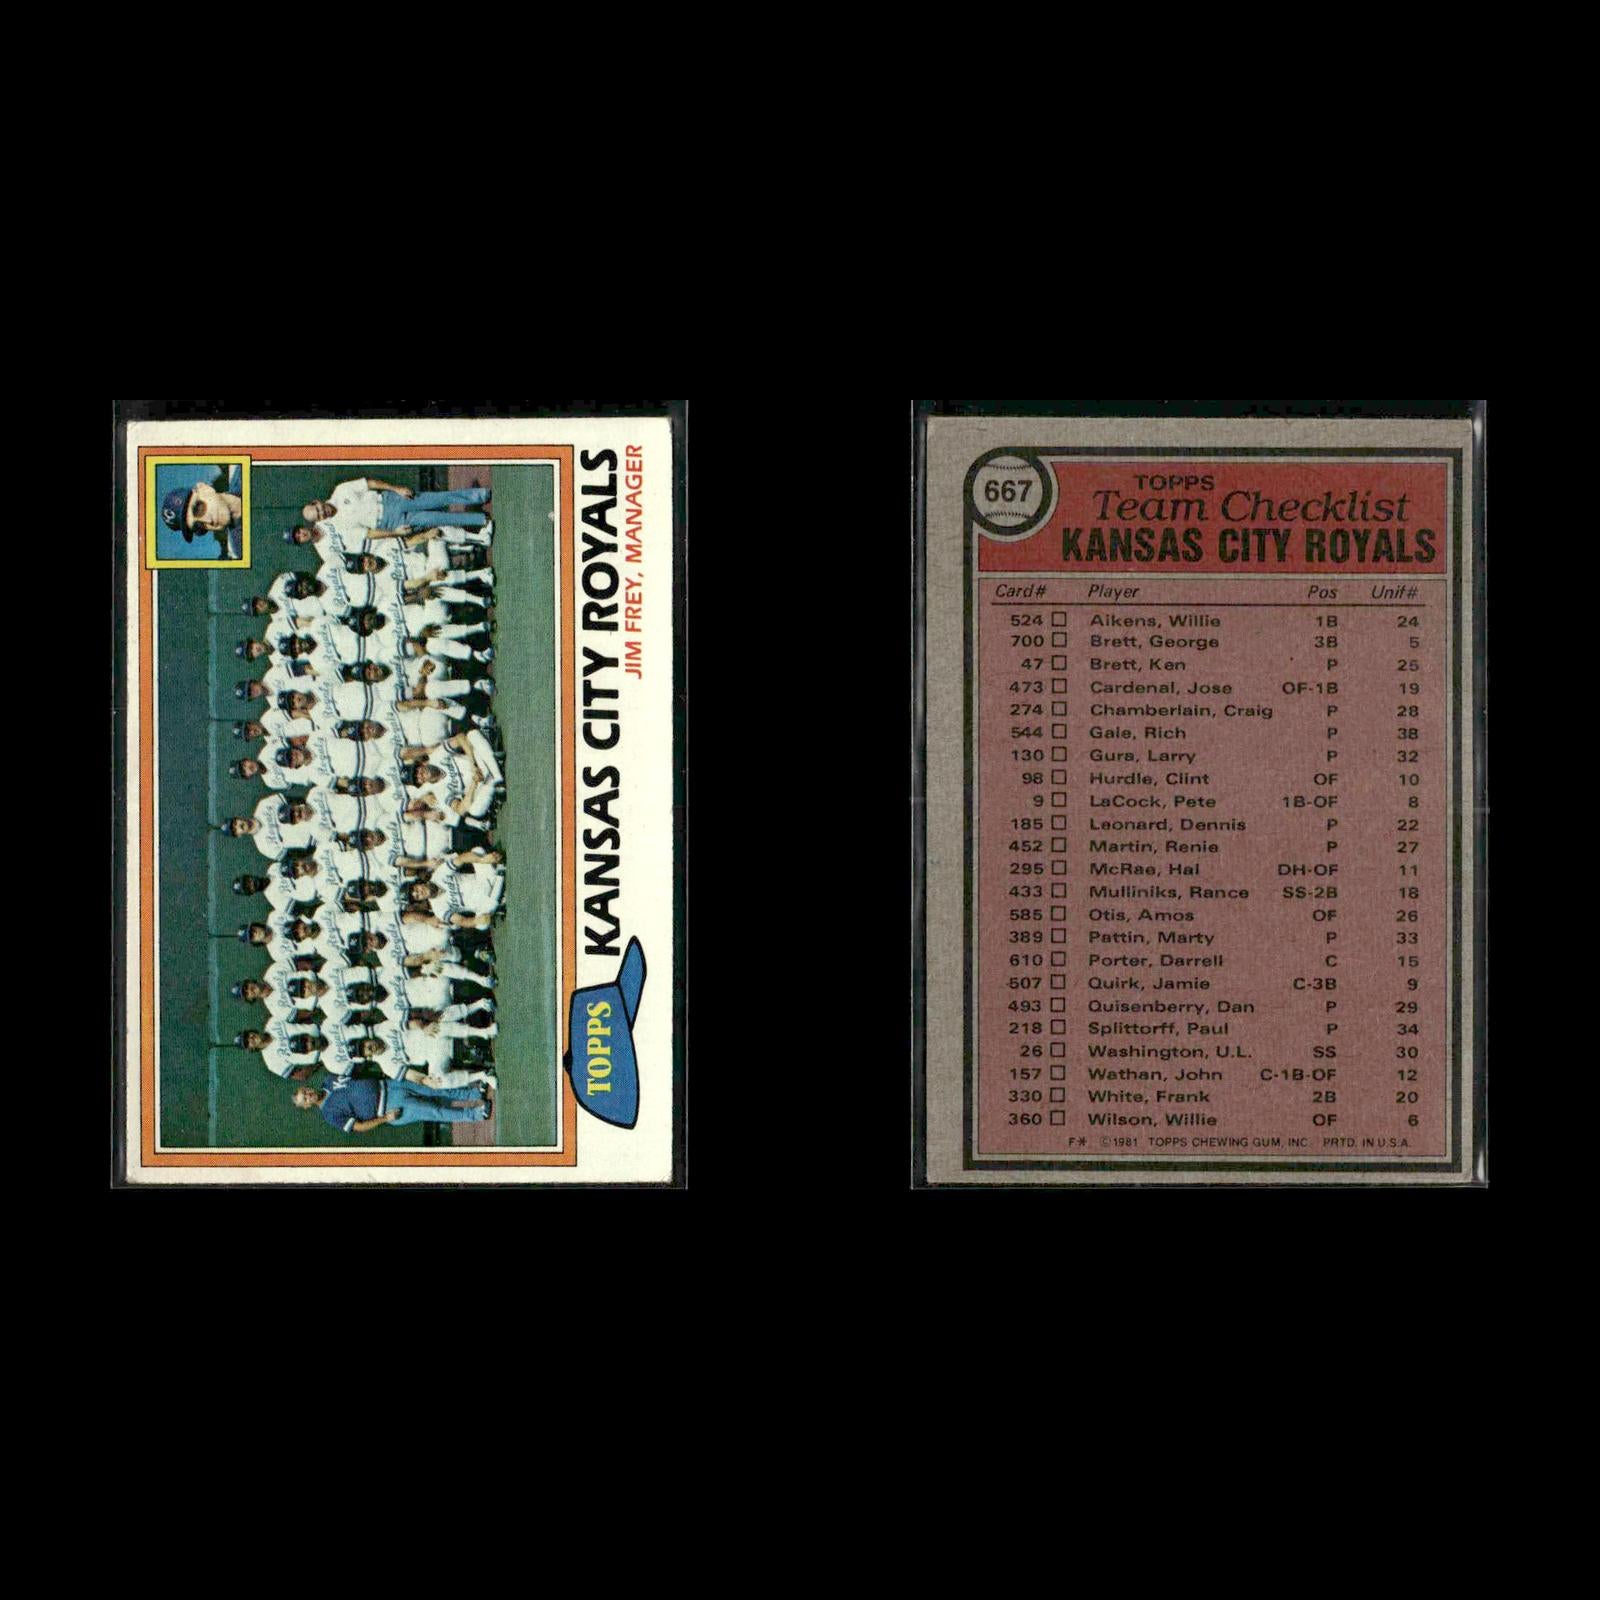 KANSAS CITY ROYALS
JIM FREY, MANAGER
TOPPS
667
TOPPS
Team Checklist
KANSAS CITY ROYALS
Card# Player Pos Unif#
524 Aikens, Willie 1B 24
700 Brett, George 3B 5
47 Brett, Ken P 25
473 Cardenal, Jose OF-1B 19
274 Chamberlain, Craig P 28
544 Gale, Rich P 38
130 Gura, Larry P 32
98 Hurdle, Clint OF 10
9 LaCock, Pete 1B-OF 8
185 Leonard, Dennis P 22
452 Martin, Renie P 27
295 McRae, Hal DH-OF 11
433 Mulliniks, Rance SS-2B 18
585 Otis, Amos OF 26
389 Pattin, Marty P 33
610 Porter, Darrell C 15
507 Quirk, Jamie C-3B 9
493 Quisenberry, Dan P 29
218 Splittorff, Paul P 34
26 Washington, U.L. SS 30
157 Wathan, John C-1B-OF 12
330 White, Frank 2B 20
360 Wilson, Willie OF 6
F* ©1981 TOPPS CHEWING GUM, INC. PRTD. IN U.S.A.